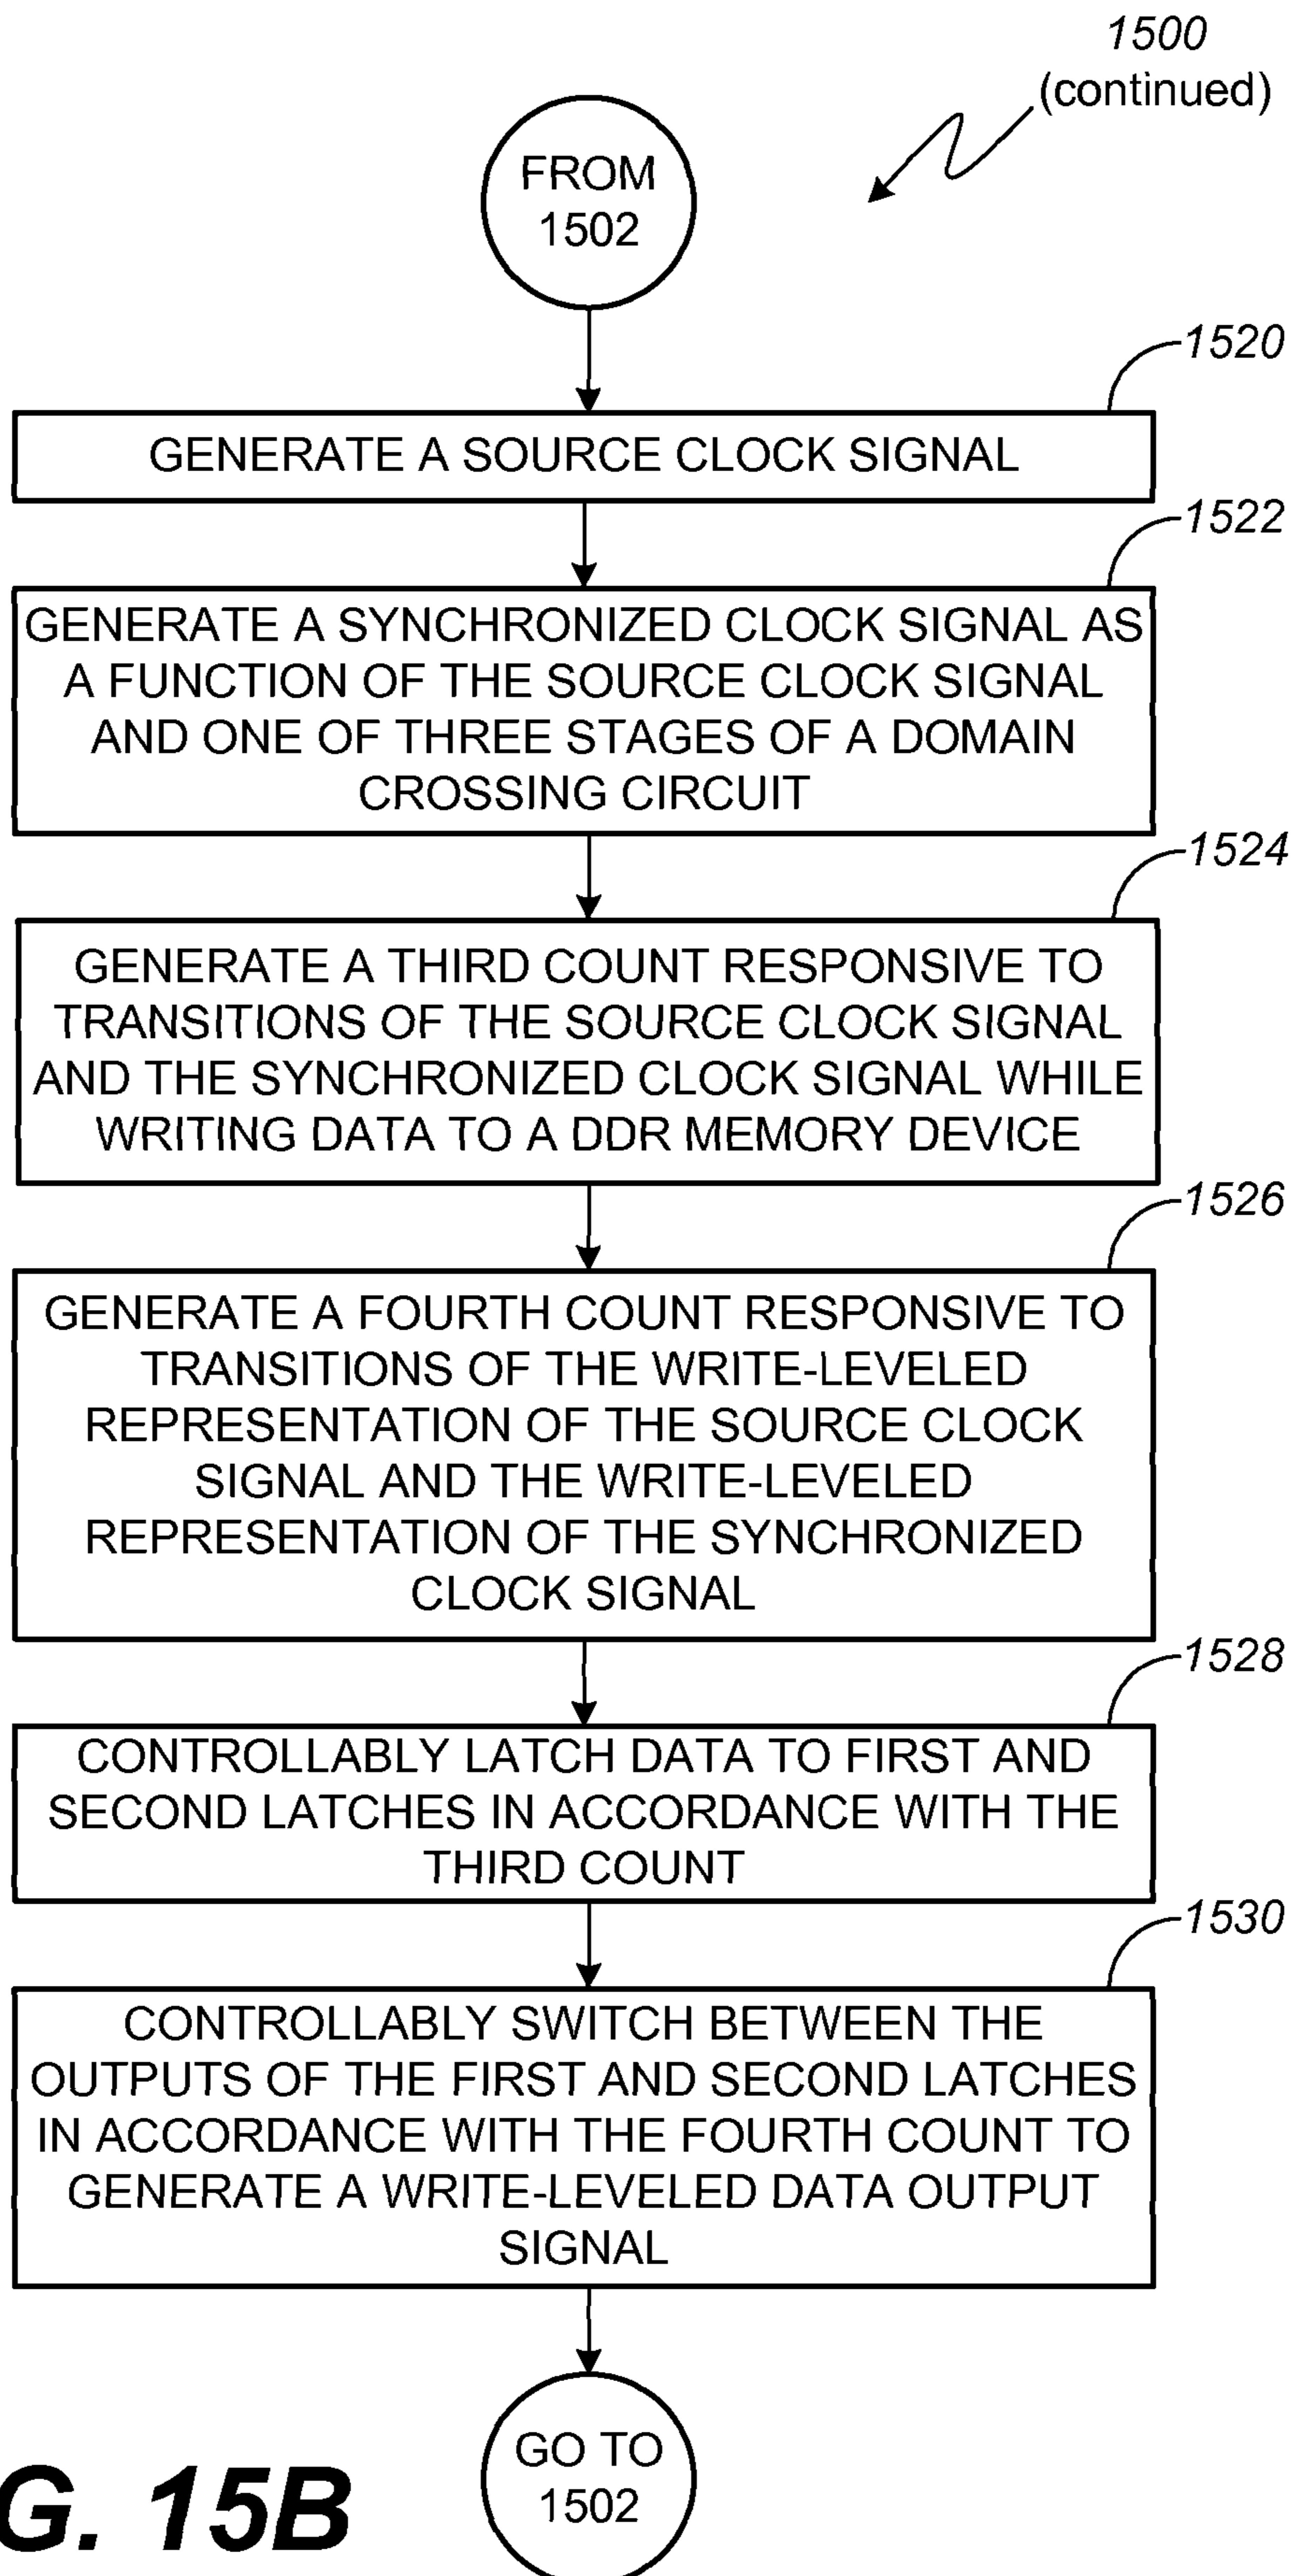 1500
(continued)
FROM
1502
1520
GENERATE A SOURCE CLOCK SIGNAL
1522
GENERATE A SYNCHRONIZED CLOCK SIGNAL AS
A FUNCTION OF THE SOURCE CLOCK SIGNAL
AND ONE OF THREE STAGES OF A DOMAIN
CROSSING CIRCUIT
1524
GENERATE A THIRD COUNT RESPONSIVE TO
TRANSITIONS OF THE SOURCE CLOCK SIGNAL
AND THE SYNCHRONIZED CLOCK SIGNAL WHILE
WRITING DATA TO A DDR MEMORY DEVICE
1526
GENERATE A FOURTH COUNT RESPONSIVE TO
TRANSITIONS OF THE WRITE-LEVELED
REPRESENTATION OF THE SOURCE CLOCK
SIGNAL AND THE WRITE-LEVELED
REPRESENTATION OF THE SYNCHRONIZED
CLOCK SIGNAL
1528
CONTROLLABLY LATCH DATA TO FIRST AND
SECOND LATCHES IN ACCORDANCE WITH THE
THIRD COUNT
1530
CONTROLLABLY SWITCH BETWEEN THE
OUTPUTS OF THE FIRST AND SECOND LATCHES
IN ACCORDANCE WITH THE FOURTH COUNT TO
GENERATE A WRITE-LEVELED DATA OUTPUT
SIGNAL
GO TO
1502
G. 15B